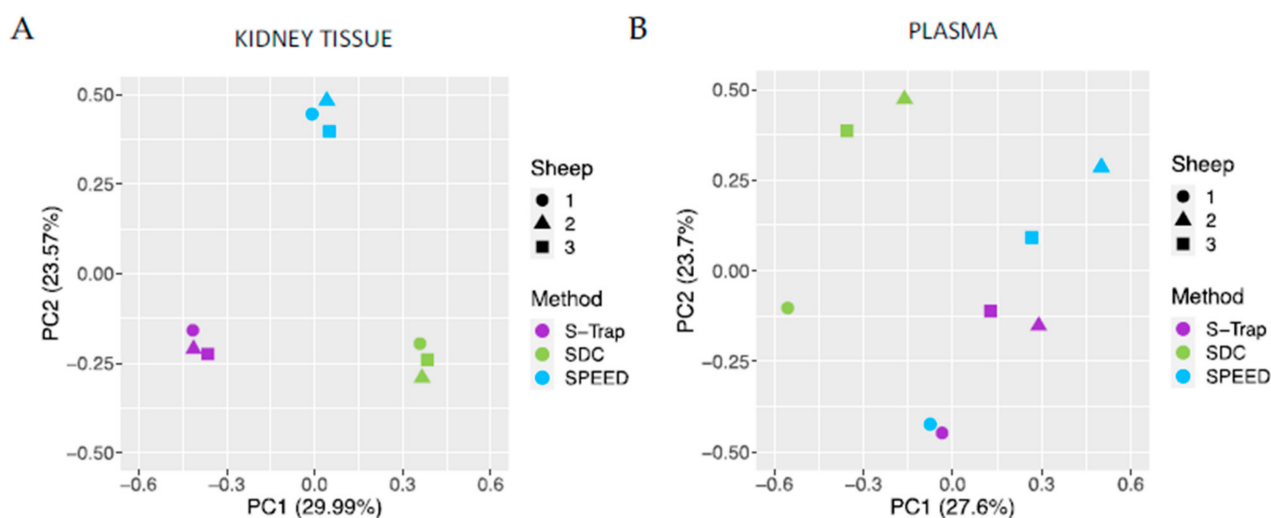 A
KIDNEY TISSUE
0.50
0.25
0.00
−0.25
−0.50
PC2 (23.57%)
−0.6
−0.3
0.0
0.3
0.6
PC1 (29.99%)
Sheep
1
2
3
Method
S−Trap
SDC
SPEED
B
PLASMA
0.50
0.25
0.00
−0.25
−0.50
PC2 (23.7%)
−0.6
−0.3
0.0
0.3
0.6
PC1 (27.6%)
Sheep
1
2
3
Method
S−Trap
SDC
SPEED